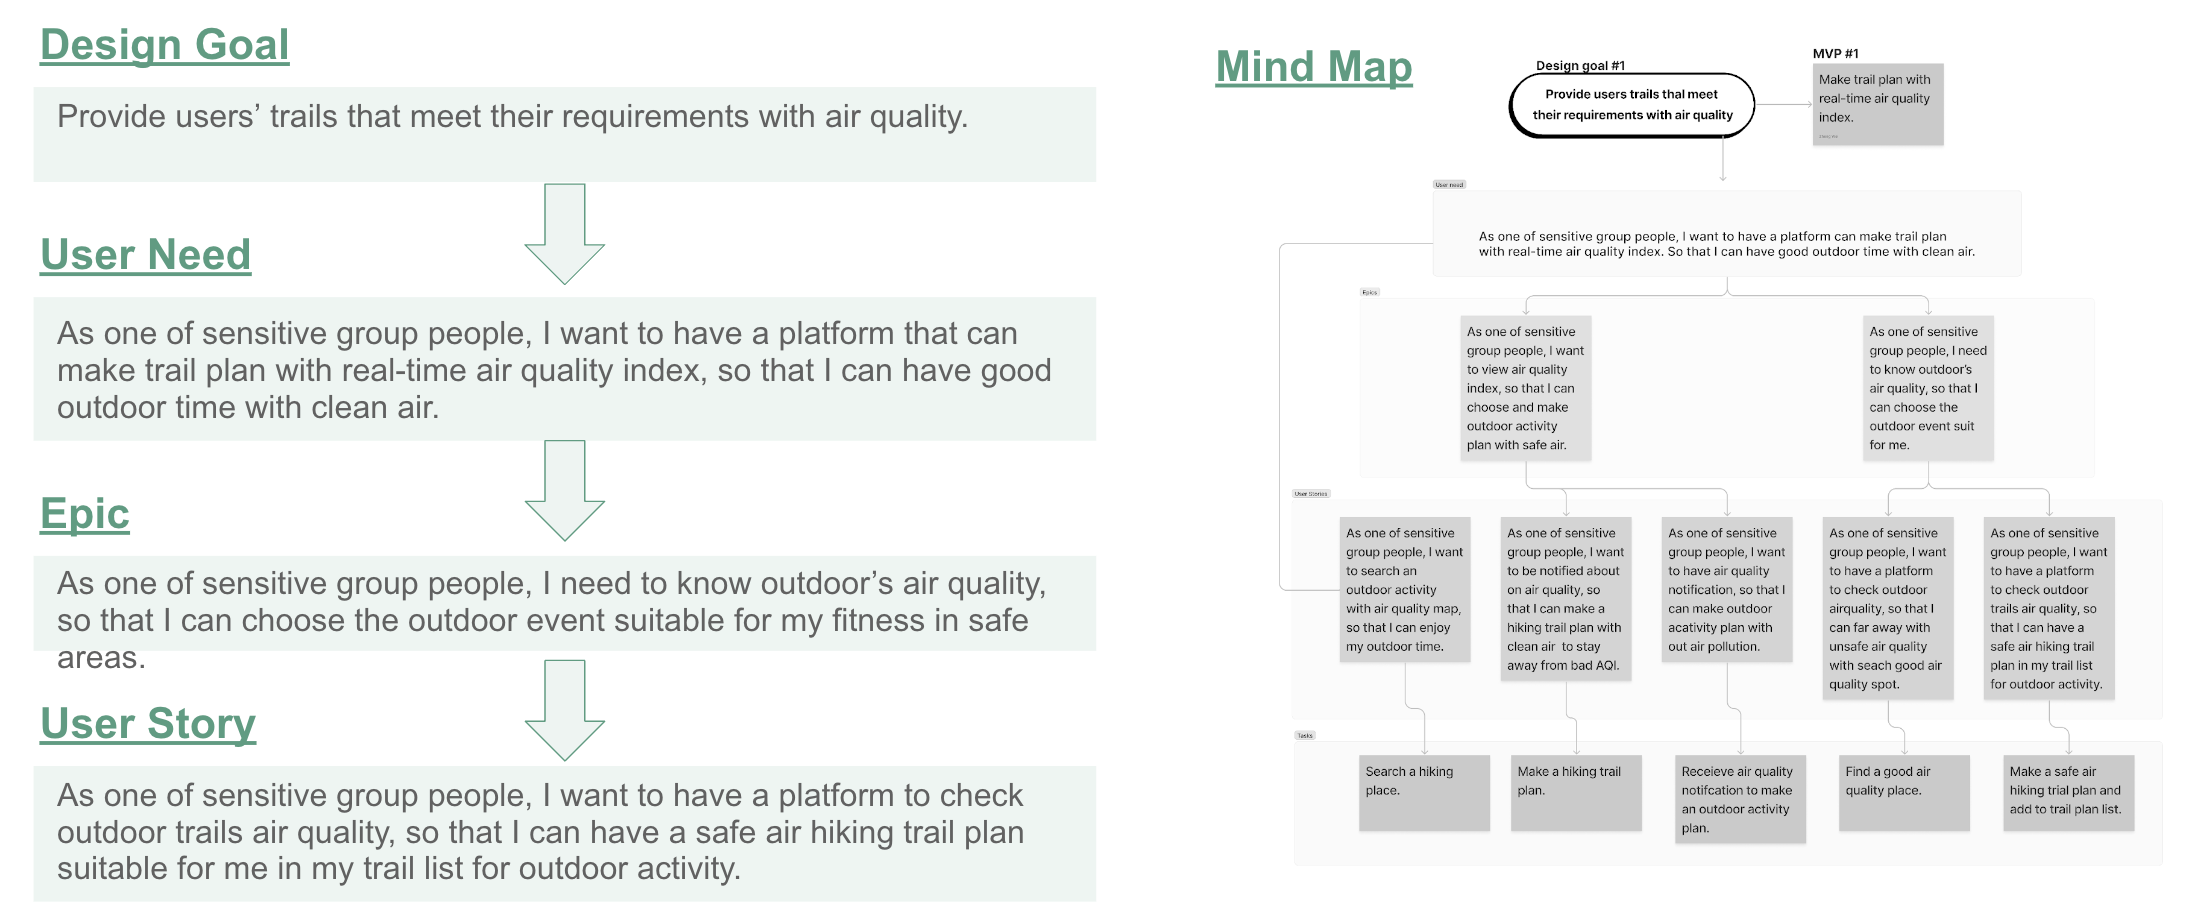 Design Goal
Provide users’ trails that meet their requirements with air quality.
User Need
As one of sensitive group people, I want to have a platform that can
make trail plan with real-time air quality index, so that I can have good
outdoor time with clean air.
Epic
As one of sensitive group people, I need to know outdoor’s air quality,
so that I can choose the outdoor event suitable for my fitness in safe
areas.
User Story
As one of sensitive group people, I want to have a platform to check
outdoor trails air quality, so that I can have a safe air hiking trail plan
suitable for me in my trail list for outdoor activity.
Mind Map
Design goal #1
Provide users trails thal meet
their requirements with air quality
MVP #1
Make trail plan with
real-time air quality
index.
User need
As one of sensitive group people, I want to have a platform can make trail plan
with real-time air quality index. So that I can have good outdoor time with clean air.
Epics
As one of sensitive
group people, I want
to view air quality
index, so that I can
choose and make
outdoor activity
plan with safe air.
As one of sensitive
group people, I need
to know outdoor’s
air quality, so that I
can choose the
outdoor event suit
for me.
User Stories
As one of sensitive
group people, I want
to search an
outdoor activity
with air quality map,
so that I can enjoy
my outdoor time.
As one of sensitive
group people, I want
to be notified about
on air quality, so
that I can make a
hiking trail plan with
clean air to stay
away from bad AQI.
As one of sensitive
group people, I want
to have air quality
notification, so that I
can make outdoor
acativity plan with
out air pollution.
As one of sensitive
group people, I want
to have a platform
to check outdoor
airquality, so that I
can far away with
unsafe air quality
with seach good air
quality spot.
As one of sensitive
group people, I want
to have a platform
to check outdoor
trails air quality, so
that I can have a
safe air hiking trail
plan in my trail list
for outdoor activity.
Tasks
Search a hiking
place.
Make a hiking trail
plan.
Receieve air quality
notifcation to make
an outdoor activity
plan.
Find a good air
quality place.
Make a safe air
hiking trial plan and
add to trail plan list.